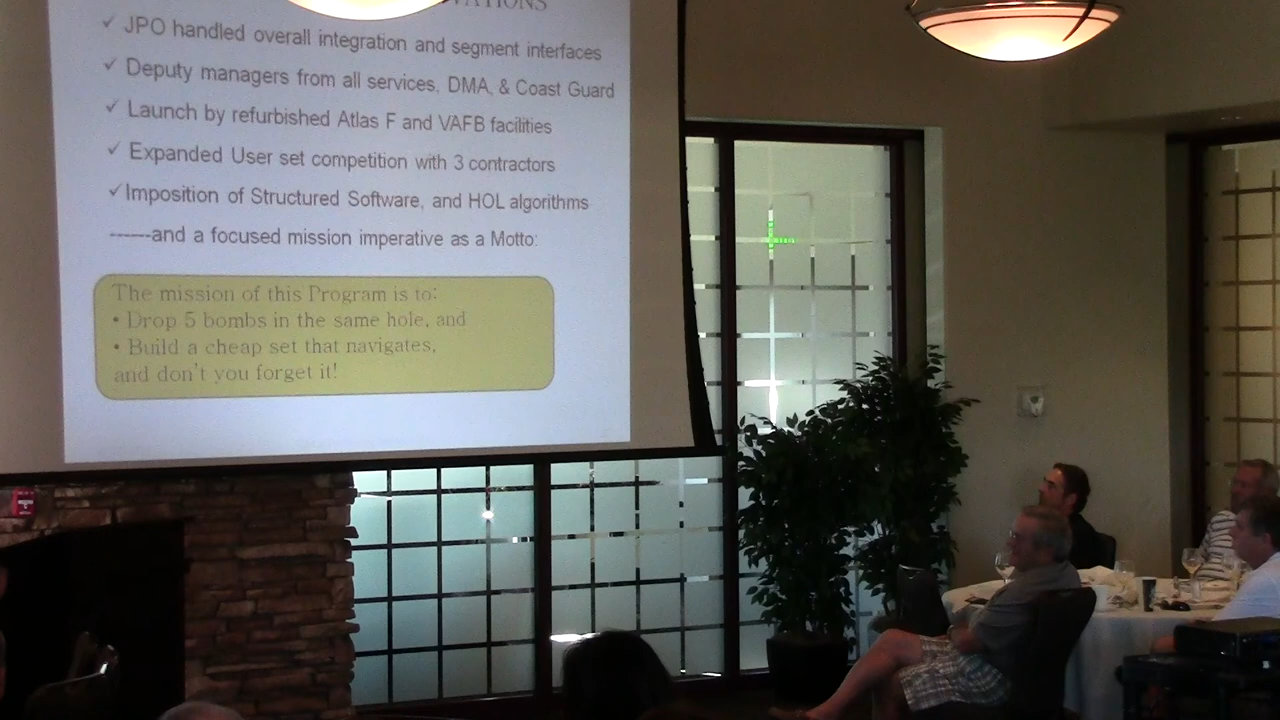 ✓ JPO handled overall integration and segment interfaces
✓ Deputy managers from all services, DMA, & Coast Guard
✓ Launch by refurbished Atlas F and VAFB facilities
✓ Expanded User set competition with 3 contractors
✓ Imposition of Structured Software, and HOL algorithms
------and a focused mission imperative as a Motto:
The mission of this Program is to:
• Drop 5 bombs in the same hole, and
• Build a cheap set that navigates,
and don't you forget it!